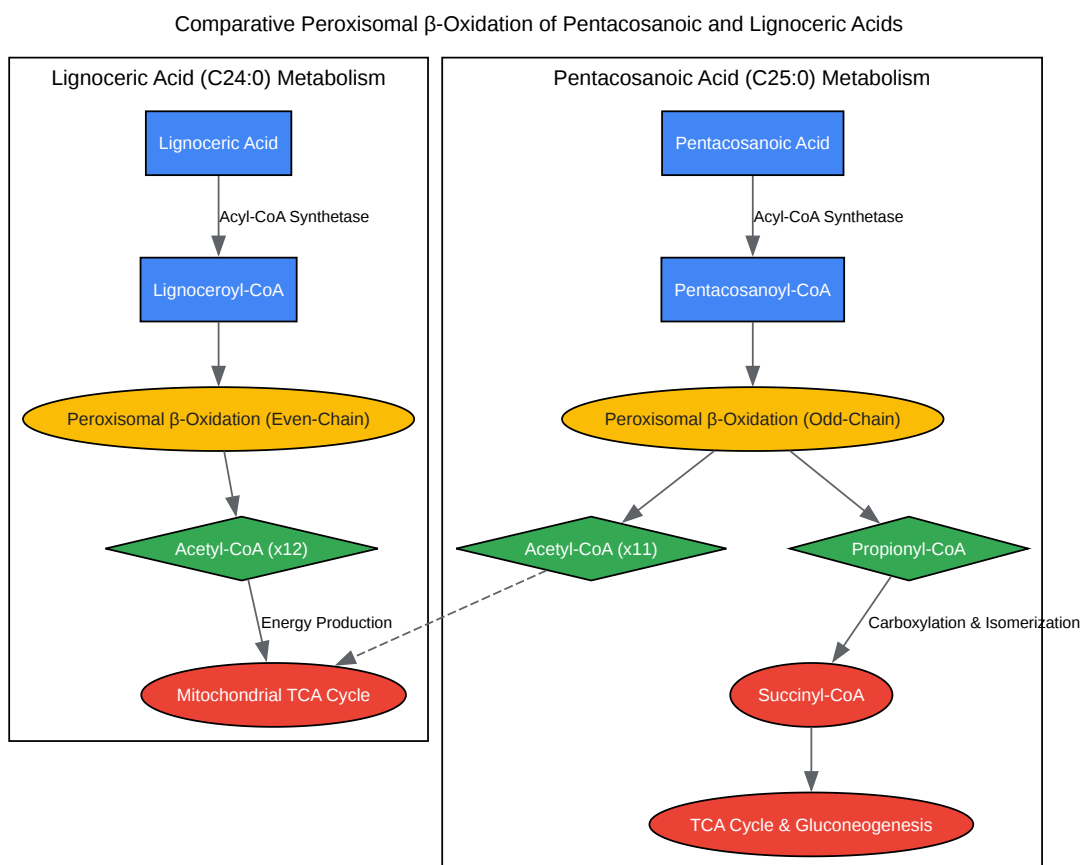 Comparative Peroxisomal β-Oxidation of Pentacosanoic and Lignoceric Acids
Lignoceric Acid (C24:0) Metabolism
Lignoceric Acid
Acyl-CoA Synthetase
Lignoceroyl-CoA
Peroxisomal β-Oxidation (Even-Chain)
Acetyl-CoA (x12)
Energy Production
Mitochondrial TCA Cycle
Pentacosanoic Acid (C25:0) Metabolism
Pentacosanoic Acid
Acyl-CoA Synthetase
Pentacosanoyl-CoA
Peroxisomal β-Oxidation (Odd-Chain)
Acetyl-CoA (x11)
Propionyl-CoA
Carboxylation & Isomerization
Succinyl-CoA
TCA Cycle & Gluconeogenesis